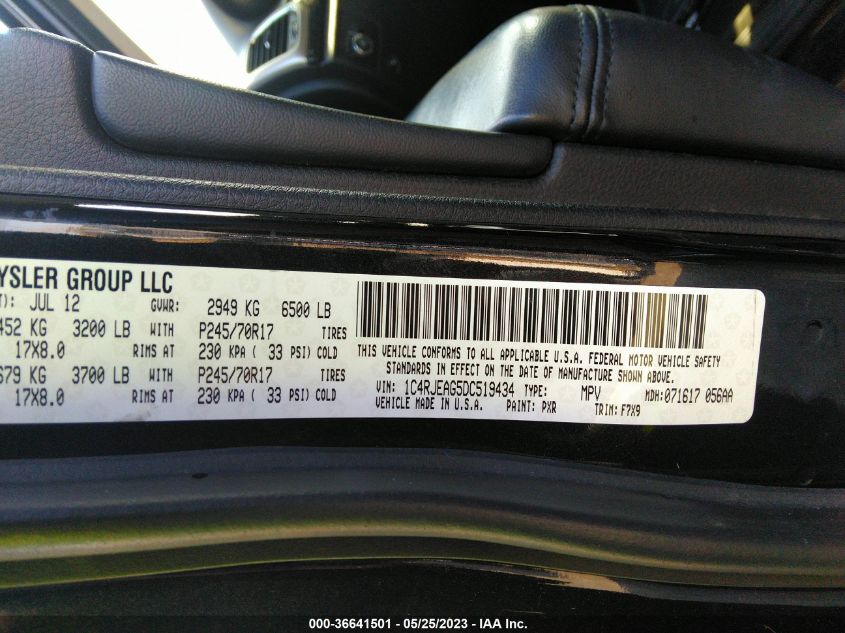 YSLER GROUP LLC
T): JUL 12 GVWR: 2949 KG 6500 LB
452 KG 3200 LB WITH P245/70R17 TIRES
17X8.0 RIMS AT 230 KPA ( 33 PSI) COLD
679 KG 3700 LB WITH P245/70R17 TIRES
17X8.0 RIMS AT 230 KPA ( 33 PSI) COLD
THIS VEHICLE CONFORMS TO ALL APPLICABLE U.S.A. FEDERAL MOTOR VEHICLE SAFETY
STANDARDS IN EFFECT ON THE DATE OF MANUFACTURE SHOWN ABOVE.
VIN: 1C4RJEAG5DC519434 TYPE: MPV MDH:071617 056AA
VEHICLE MADE IN U.S.A. PAINT: PXR TRIM: F7X9
000-36641501 - 05/25/2023 - IAA Inc.